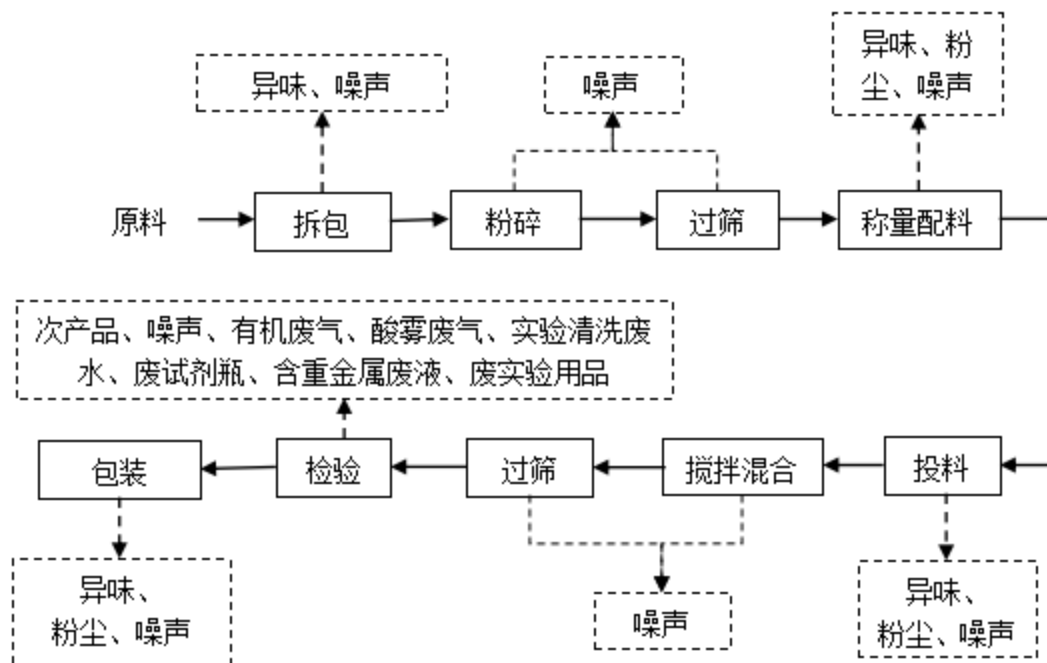 异味、噪声
噪声
异味、粉
尘、噪声
原料
拆包
粉碎
过筛
称量配料
次产品、噪声、有机废气、酸雾废气、实验清洗废
水、废试剂瓶、含重金属废液、废实验用品
包装
检验
过筛
搅拌混合
投料
异味、
粉尘、噪声
噪声
异味、
粉尘、噪声